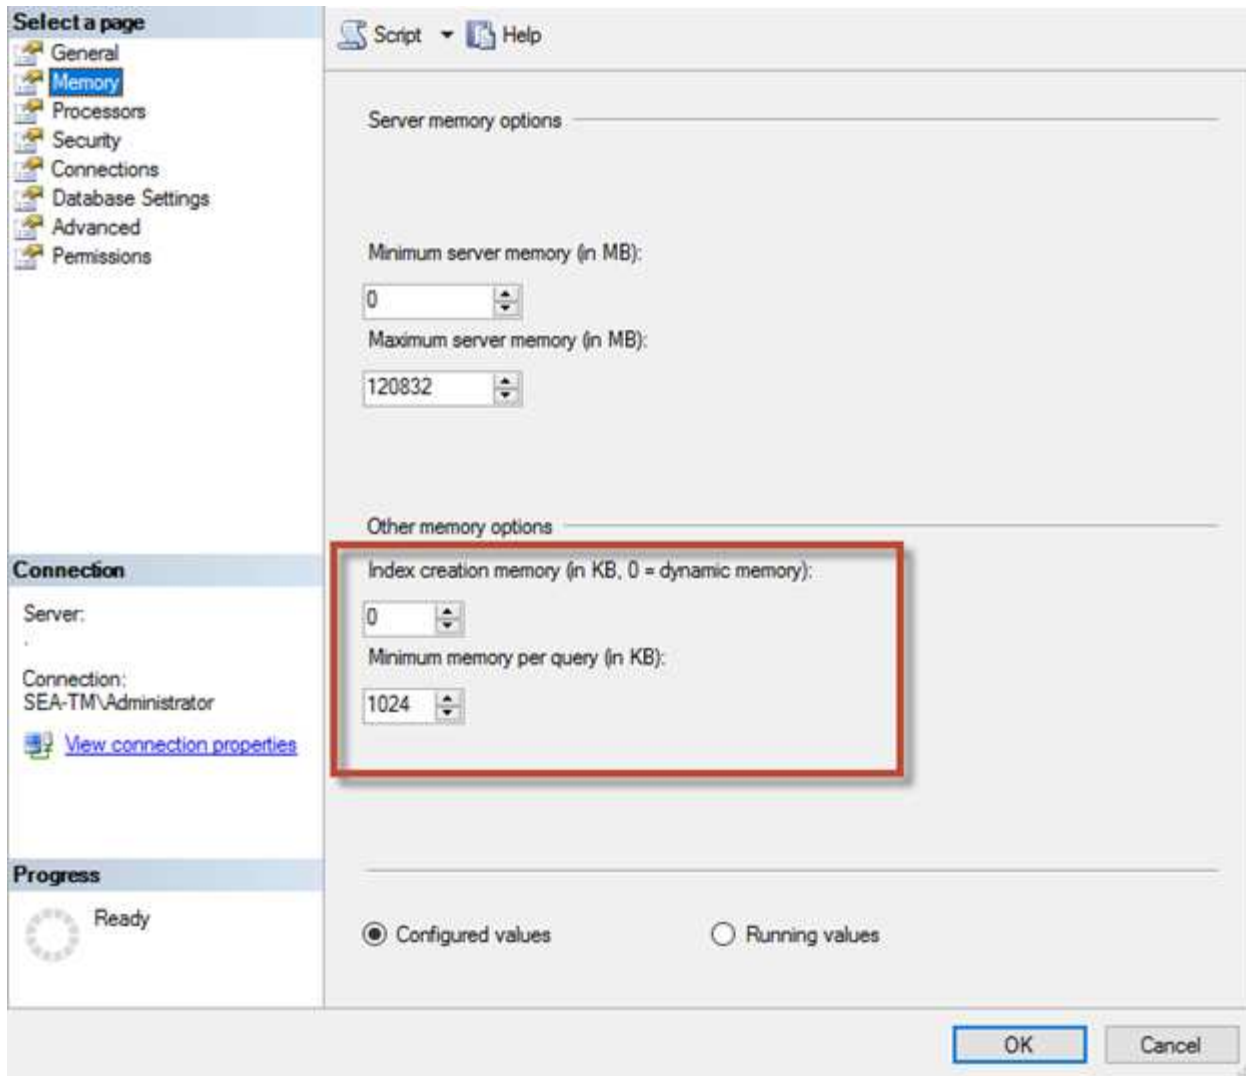 Select a page
General
Memory
Processors
Security
Connections
Database Settings
Advanced
Permissions
Connection
Server:
.
Connection:
SEA-TM\Administrator
View connection properties
Progress
Ready
Script
Help
Server memory options
Minimum server memory (in MB):
0
Maximum server memory (in MB):
120832
Other memory options
Index creation memory (in KB, 0 = dynamic memory):
0
Minimum memory per query (in KB):
1024
Configured values
Running values
OK
Cancel